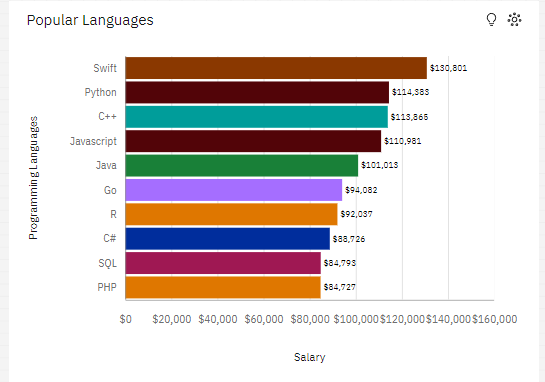 Popular Languages
Programming Languages
Swift $130,801
Python $114,383
C++ $113,865
Javascript $110,981
Java $101,013
Go $94,082
R $92,037
C# $88,726
SQL $84,793
PHP $84,727
$0 $20,000 $40,000 $60,000 $80,000 $100,000 $120,000 $140,000 $160,000
Salary